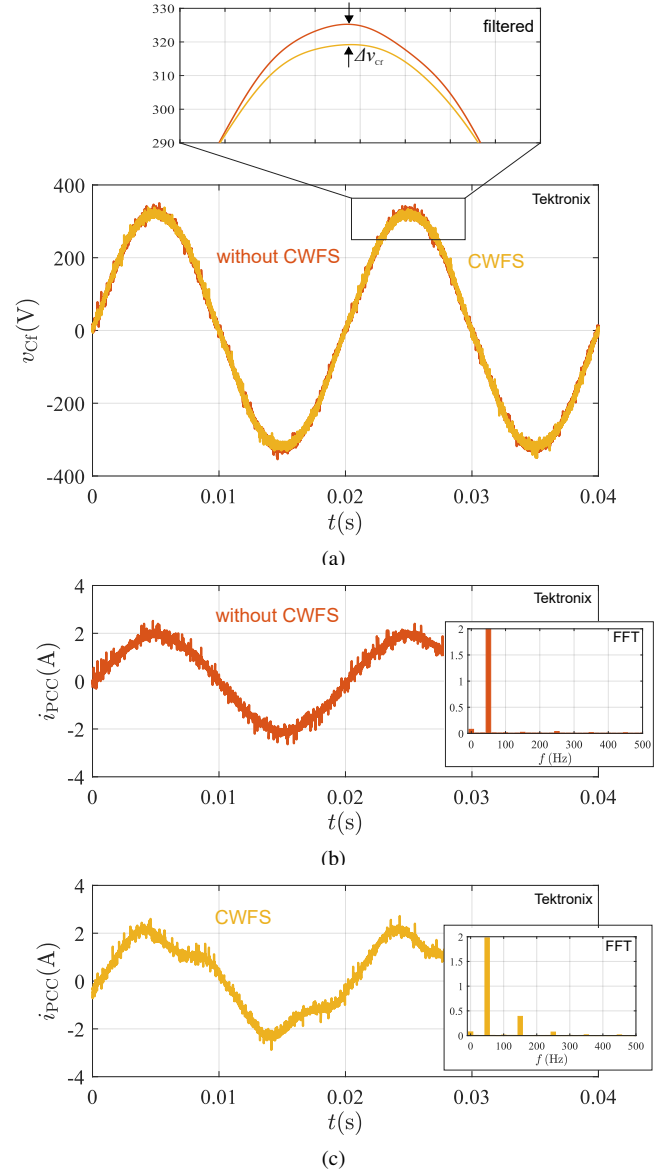 330
320
310
300
290
filtered
Δv_cr
400
200
0
-200
-400
v_Cf(V)
Tektronix
without CWFS
CWFS
0 0.01 0.02 0.03 0.04
t(s)
(a)
4
2
0
-2
-4
i_PCC(A)
without CWFS
Tektronix
FFT
2
1.5
1
0.5
0
0 100 200 300 400 500
f (Hz)
0 0.01 0.02 0.03 0.04
t(s)
(b)
4
2
0
-2
-4
i_PCC(A)
CWFS
Tektronix
FFT
2
1.5
1
0.5
0
0 100 200 300 400 500
f (Hz)
0 0.01 0.02 0.03 0.04
t(s)
(c)